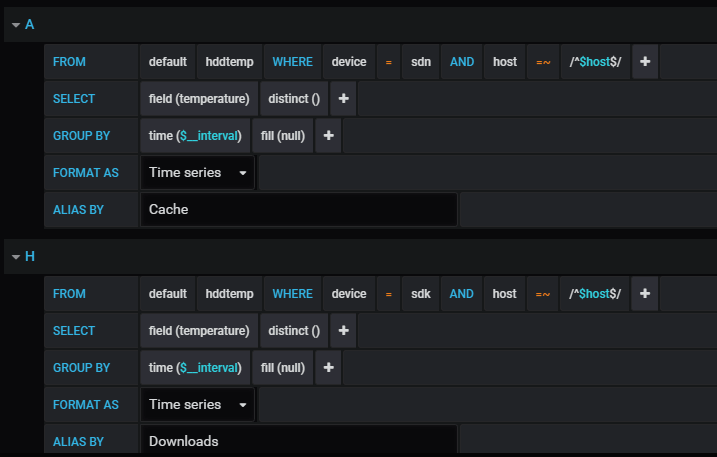 A
FROM default hddtemp WHERE device = sdn AND host =~ /^$host$/ +
SELECT field (temperature) distinct () +
GROUP BY time ($__interval) fill (null) +
FORMAT AS Time series
ALIAS BY Cache
H
FROM default hddtemp WHERE device = sdk AND host =~ /^$host$/ +
SELECT field (temperature) distinct () +
GROUP BY time ($__interval) fill (null) +
FORMAT AS Time series
ALIAS BY Downloads